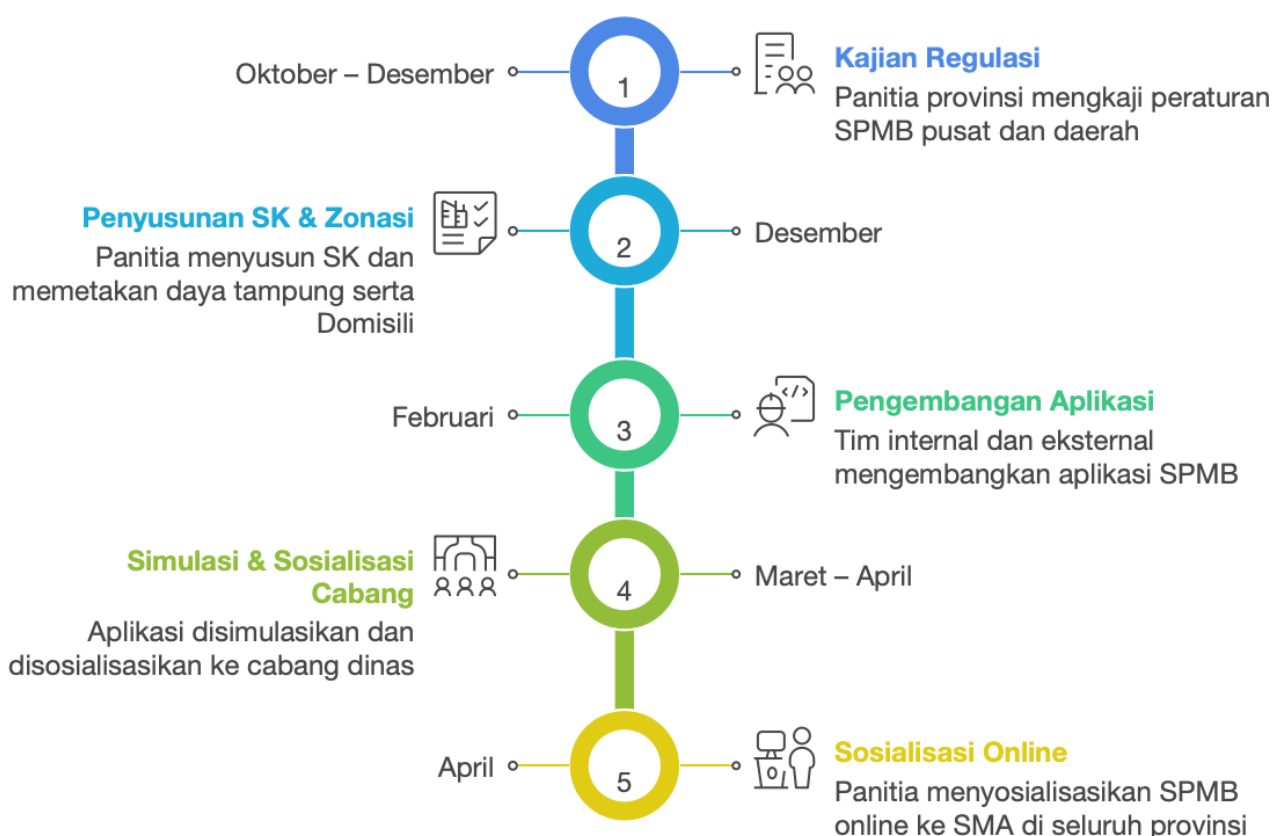 Oktober – Desember
1
Kajian Regulasi
Panitia provinsi mengkaji peraturan
SPMB pusat dan daerah
Penyusunan SK & Zonasi
Panitia menyusun SK dan
memetakan daya tampung serta
Domisili
2
Desember
Februari
3
Pengembangan Aplikasi
Tim internal dan eksternal
mengembangkan aplikasi SPMB
Simulasi & Sosialisasi
Cabang
Aplikasi disimulasikan dan
disosialisasikan ke cabang dinas
4
Maret – April
April
5
Sosialisasi Online
Panitia menyosialisasikan SPMB
online ke SMA di seluruh provinsi